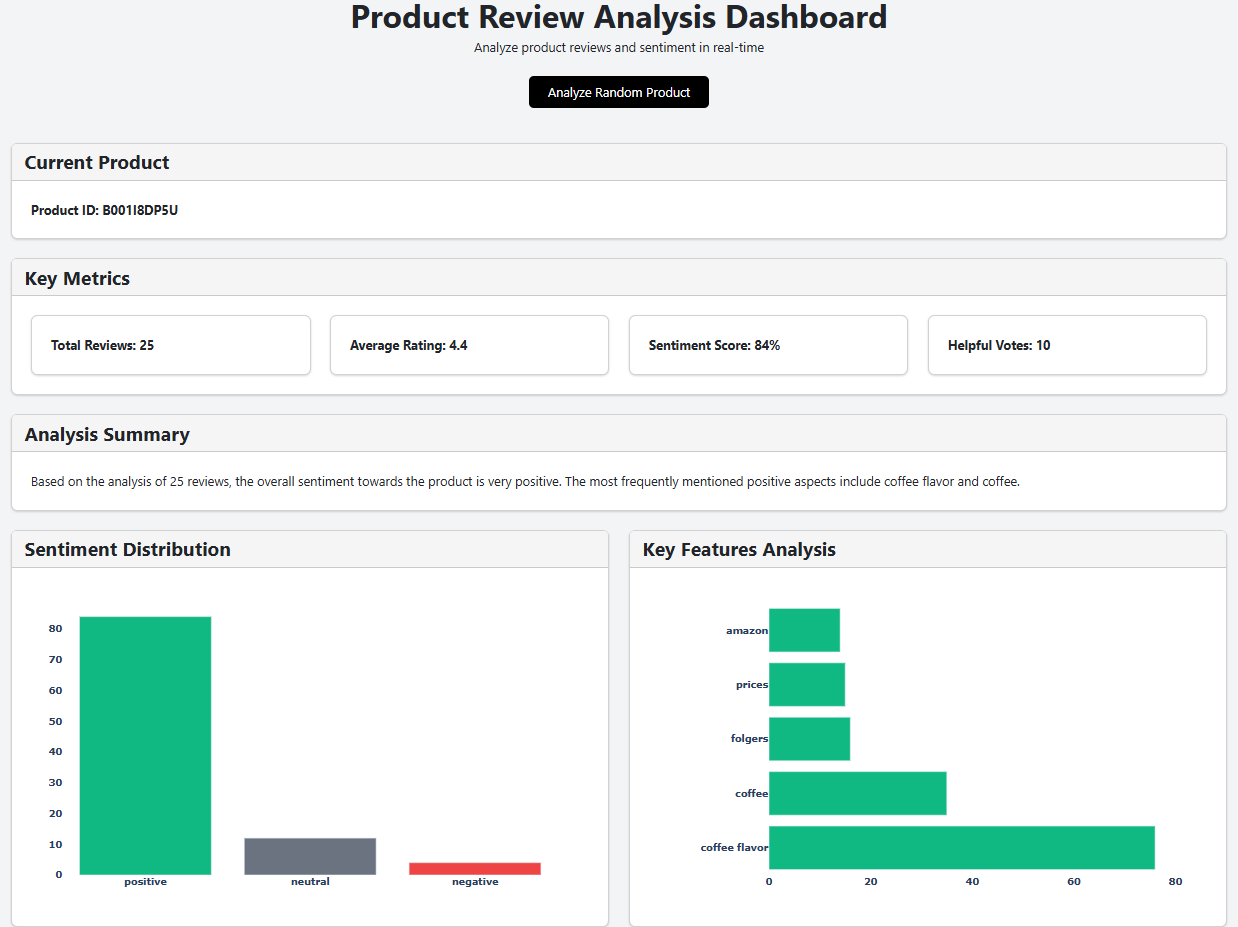 Product Review Analysis Dashboard
Analyze product reviews and sentiment in real-time
Analyze Random Product
Current Product
Product ID: B001I8DP5U
Key Metrics
Total Reviews: 25
Average Rating: 4.4
Sentiment Score: 84%
Helpful Votes: 10
Analysis Summary
Based on the analysis of 25 reviews, the overall sentiment towards the product is very positive. The most frequently mentioned positive aspects include coffee flavor and coffee.
Sentiment Distribution
80
70
60
50
40
30
20
10
0
positive
neutral
negative
Key Features Analysis
amazon
prices
folgers
coffee
coffee flavor
0
20
40
60
80